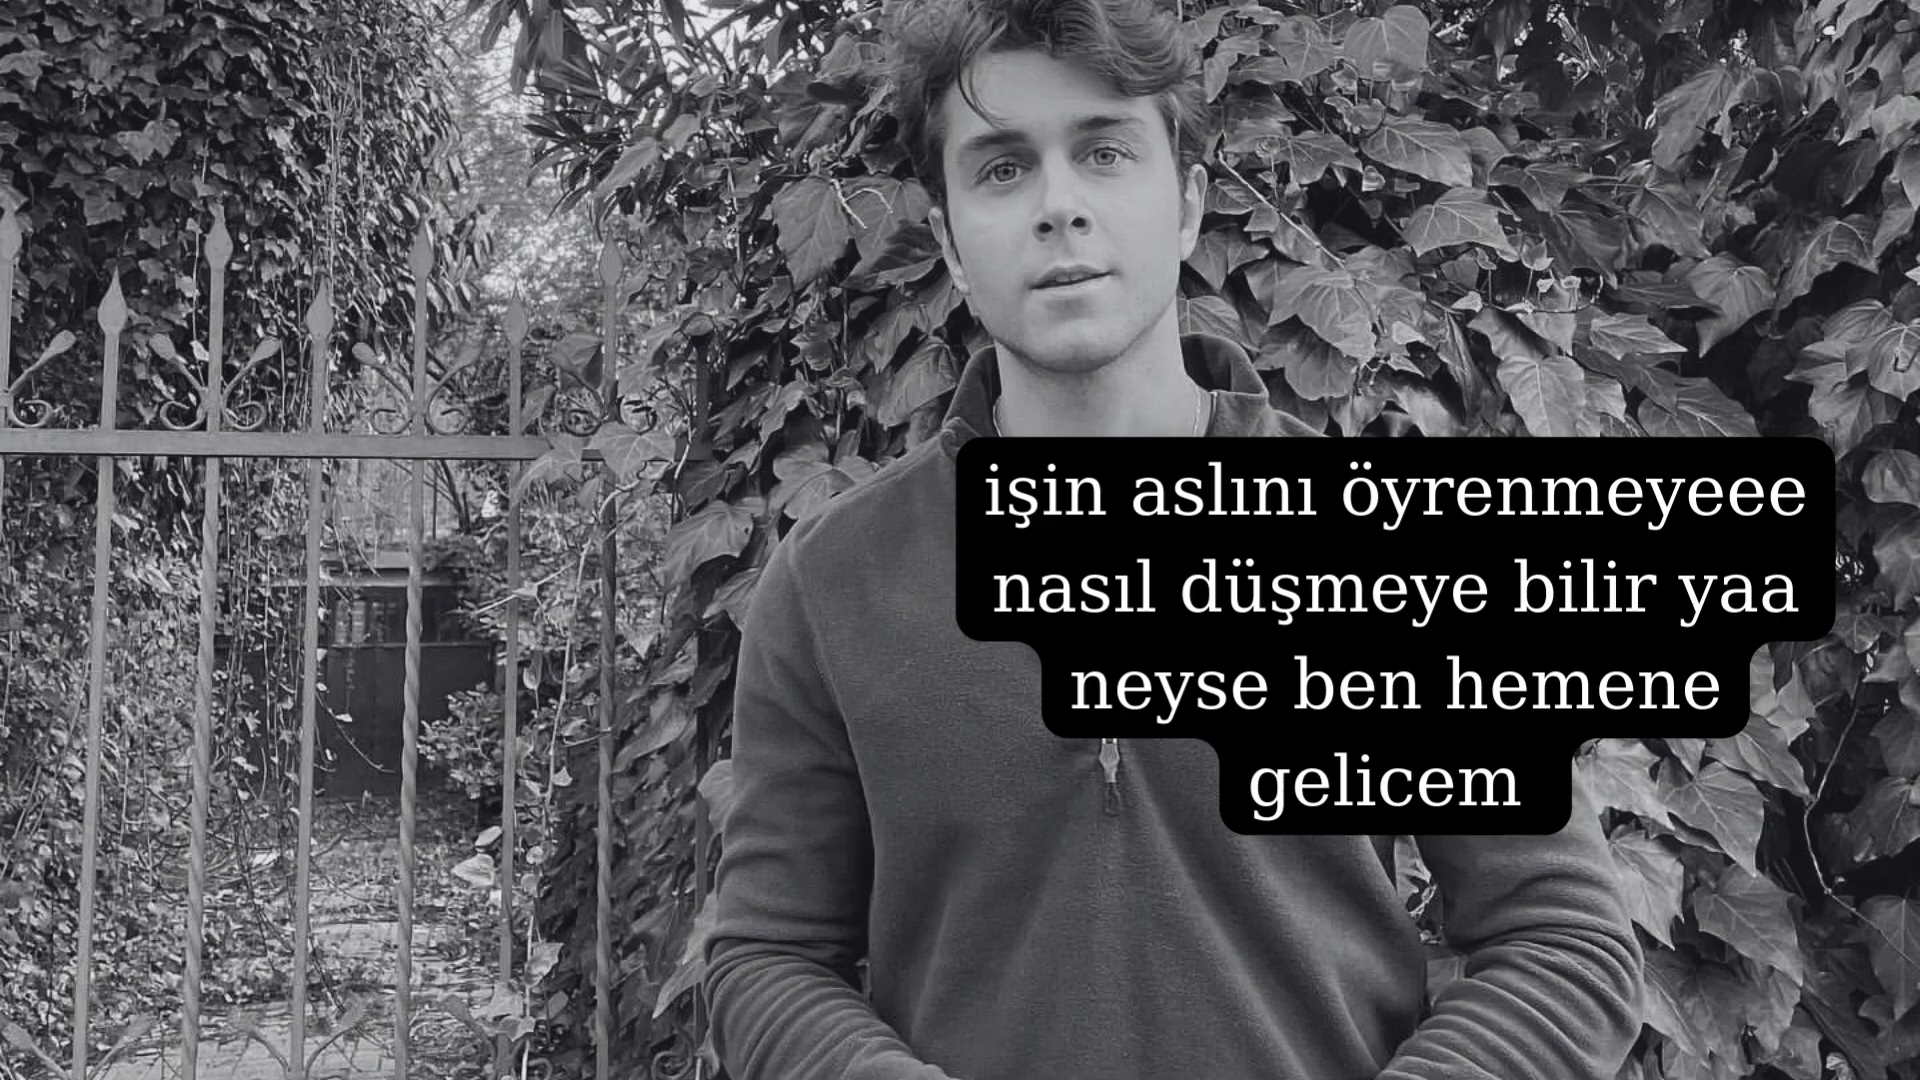 işin aslını öyrenmeyeee
nasıl düşmeye bilir yaa
neyse ben hemene
gelicem